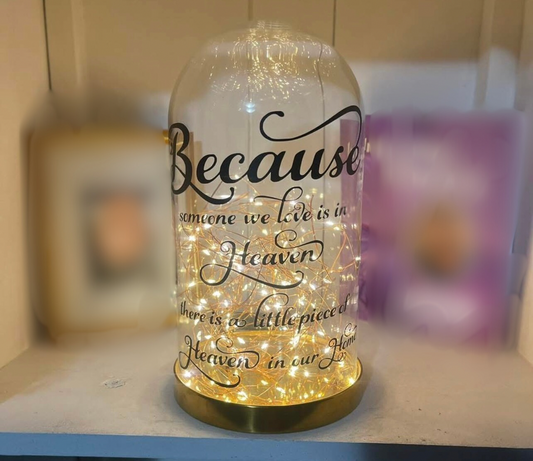 Because
someone we love is in
Heaven
there is a little piece of
Heaven in our Home